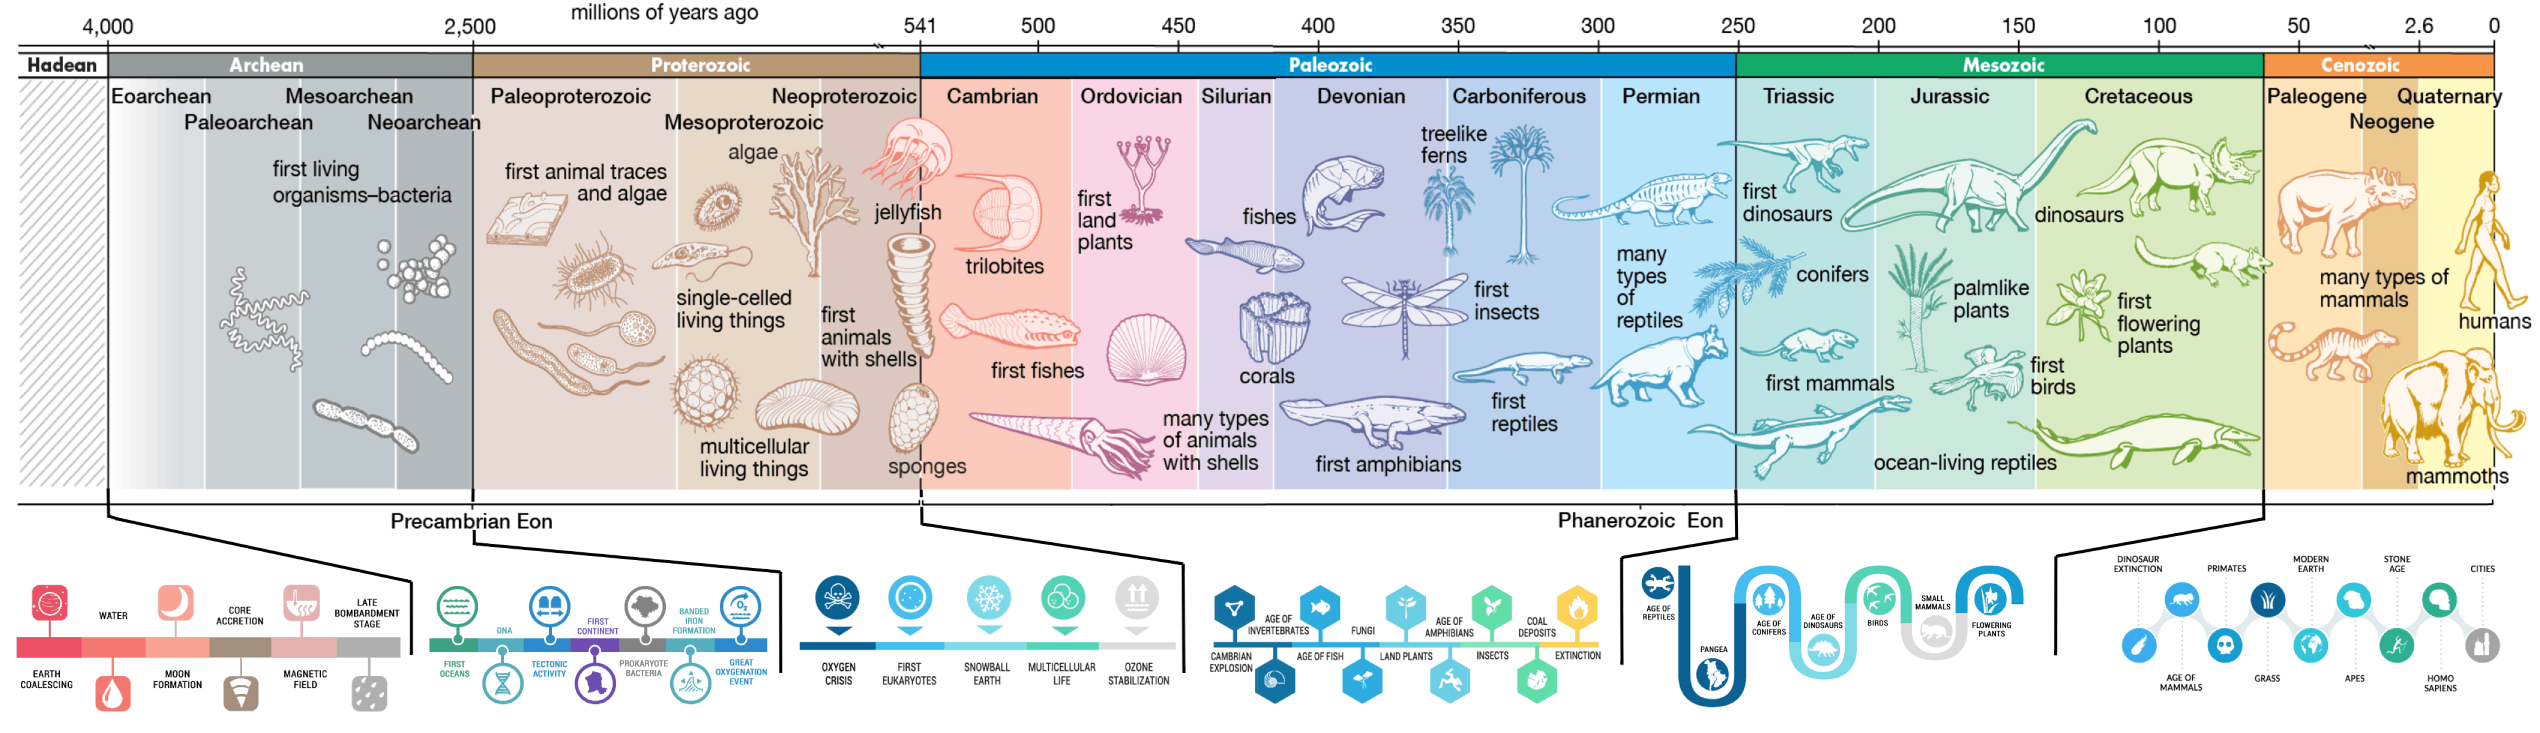 millions of years ago
4,000 2,500 541 500 450 400 350 300 250 200 150 100 50 2.6 0
Hadean Archean Proterozoic Paleozoic Mesozoic Cenozoic
Eoarchean Mesoarchean Paleoproterozoic Neoproterozoic Cambrian Ordovician Silurian Devonian Carboniferous Permian Triassic Jurassic Cretaceous Paleogene Quaternary
Paleoarchean Neoarchean Mesoproterozoic Neogene
first living
organisms–bacteria
first animal traces
and algae
algae
single-celled
living things
multicellular
living things
jellyfish
first
animals
with shells
sponges
trilobites
first fishes
first
land
plants
many types
of animals
with shells
fishes
corals
first amphibians
treelike
ferns
first
insects
first
reptiles
many
types
of
reptiles
first
dinosaurs
conifers
first mammals
palmlike
plants
first
birds
ocean-living reptiles
dinosaurs
first
flowering
plants
many types of
mammals
humans
mammoths
Precambrian Eon
Phanerozoic Eon
EARTH
COALESCING
WATER
MOON
FORMATION
CORE
ACCRETION
MAGNETIC
FIELD
LATE
BOMBARDMENT
STAGE
FIRST
OCEANS
DNA
TECTONIC
ACTIVITY
FIRST
CONTINENT
PROKARYOTE
BACTERIA
BANDED
IRON
FORMATION
O₂
GREAT
OXYGENATION
EVENT
OXYGEN
CRISIS
FIRST
EUKARYOTES
SNOWBALL
EARTH
MULTICELLULAR
LIFE
OZONE
STABILIZATION
CAMBRIAN
EXPLOSION
AGE OF
INVERTEBRATES
AGE OF FISH
FUNGI
LAND PLANTS
AGE OF
AMPHIBIANS
INSECTS
COAL
DEPOSITS
EXTINCTION
AGE OF
REPTILES
PANGEA
AGE OF
CONIFERS
AGE OF
DINOSAURS
BIRDS
SMALL
MAMMALS
FLOWERING
PLANTS
DINOSAUR
EXTINCTION
AGE OF
MAMMALS
PRIMATES
GRASS
MODERN
EARTH
APES
STONE
AGE
HOMO
SAPIENS
CITIES